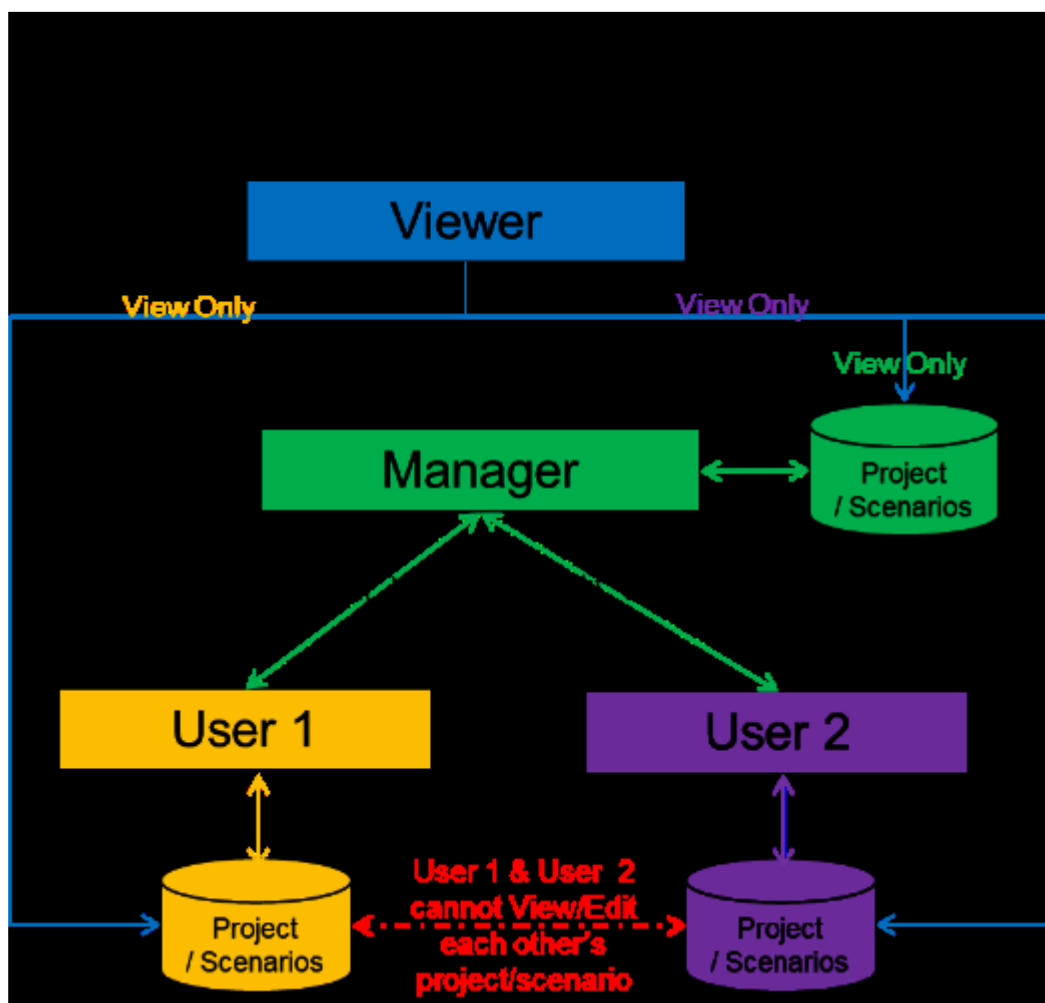 Viewer
View Only
View Only
View Only
Manager
Project
/ Scenarios
User 1
User 2
User 1 & User 2
cannot View/Edit
each other's
project/scenario
Project
/ Scenarios
Project
/ Scenarios